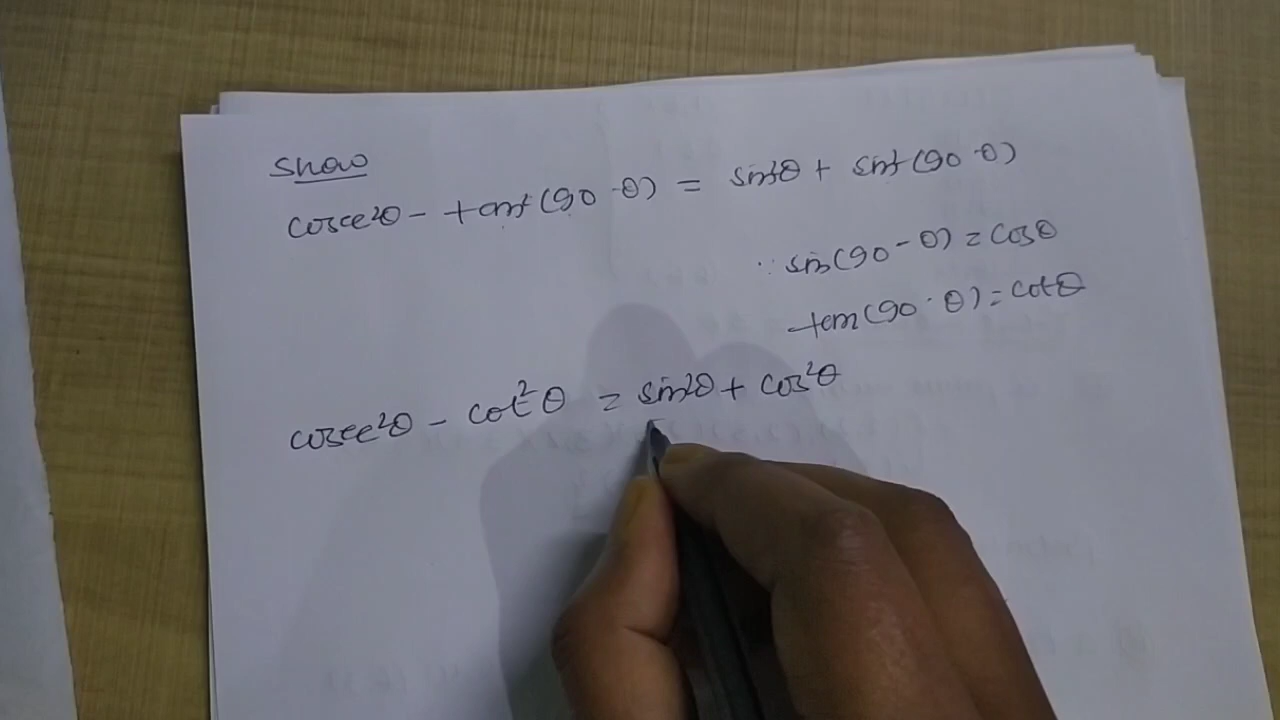 Show
cosec²θ - tan²(90 - θ) = sin²θ + sin²(90 - θ)
∵ sin(90 - θ) = cosθ
tan(90 - θ) = cotθ
cosec²θ - cot²θ = sin²θ + cos²θ